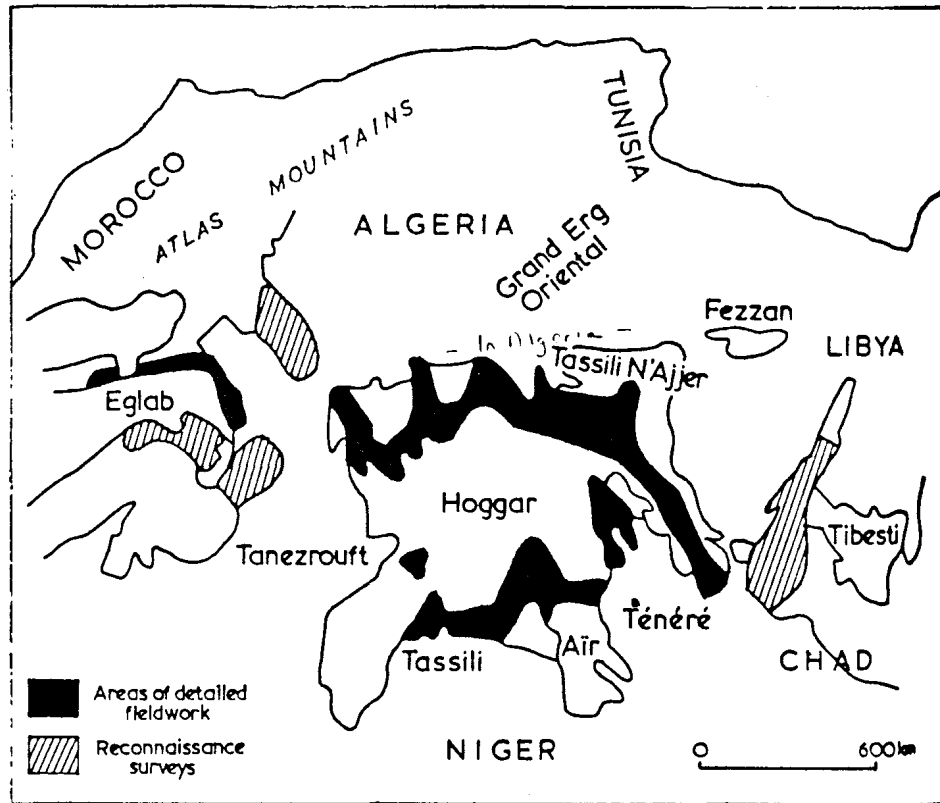 MOROCCO
ATLAS MOUNTAINS
TUNISIA
ALGERIA
Grand Erg
Oriental
Fezzan
LIBYA
Tassili N'Ajjer
Eglab
Hoggar
Tanezrouft
Tibesti
Ténéré
Tassili
Aïr
CHAD
NIGER
Areas of detailed
fieldwork
Reconnaissance
surveys
0 600 km